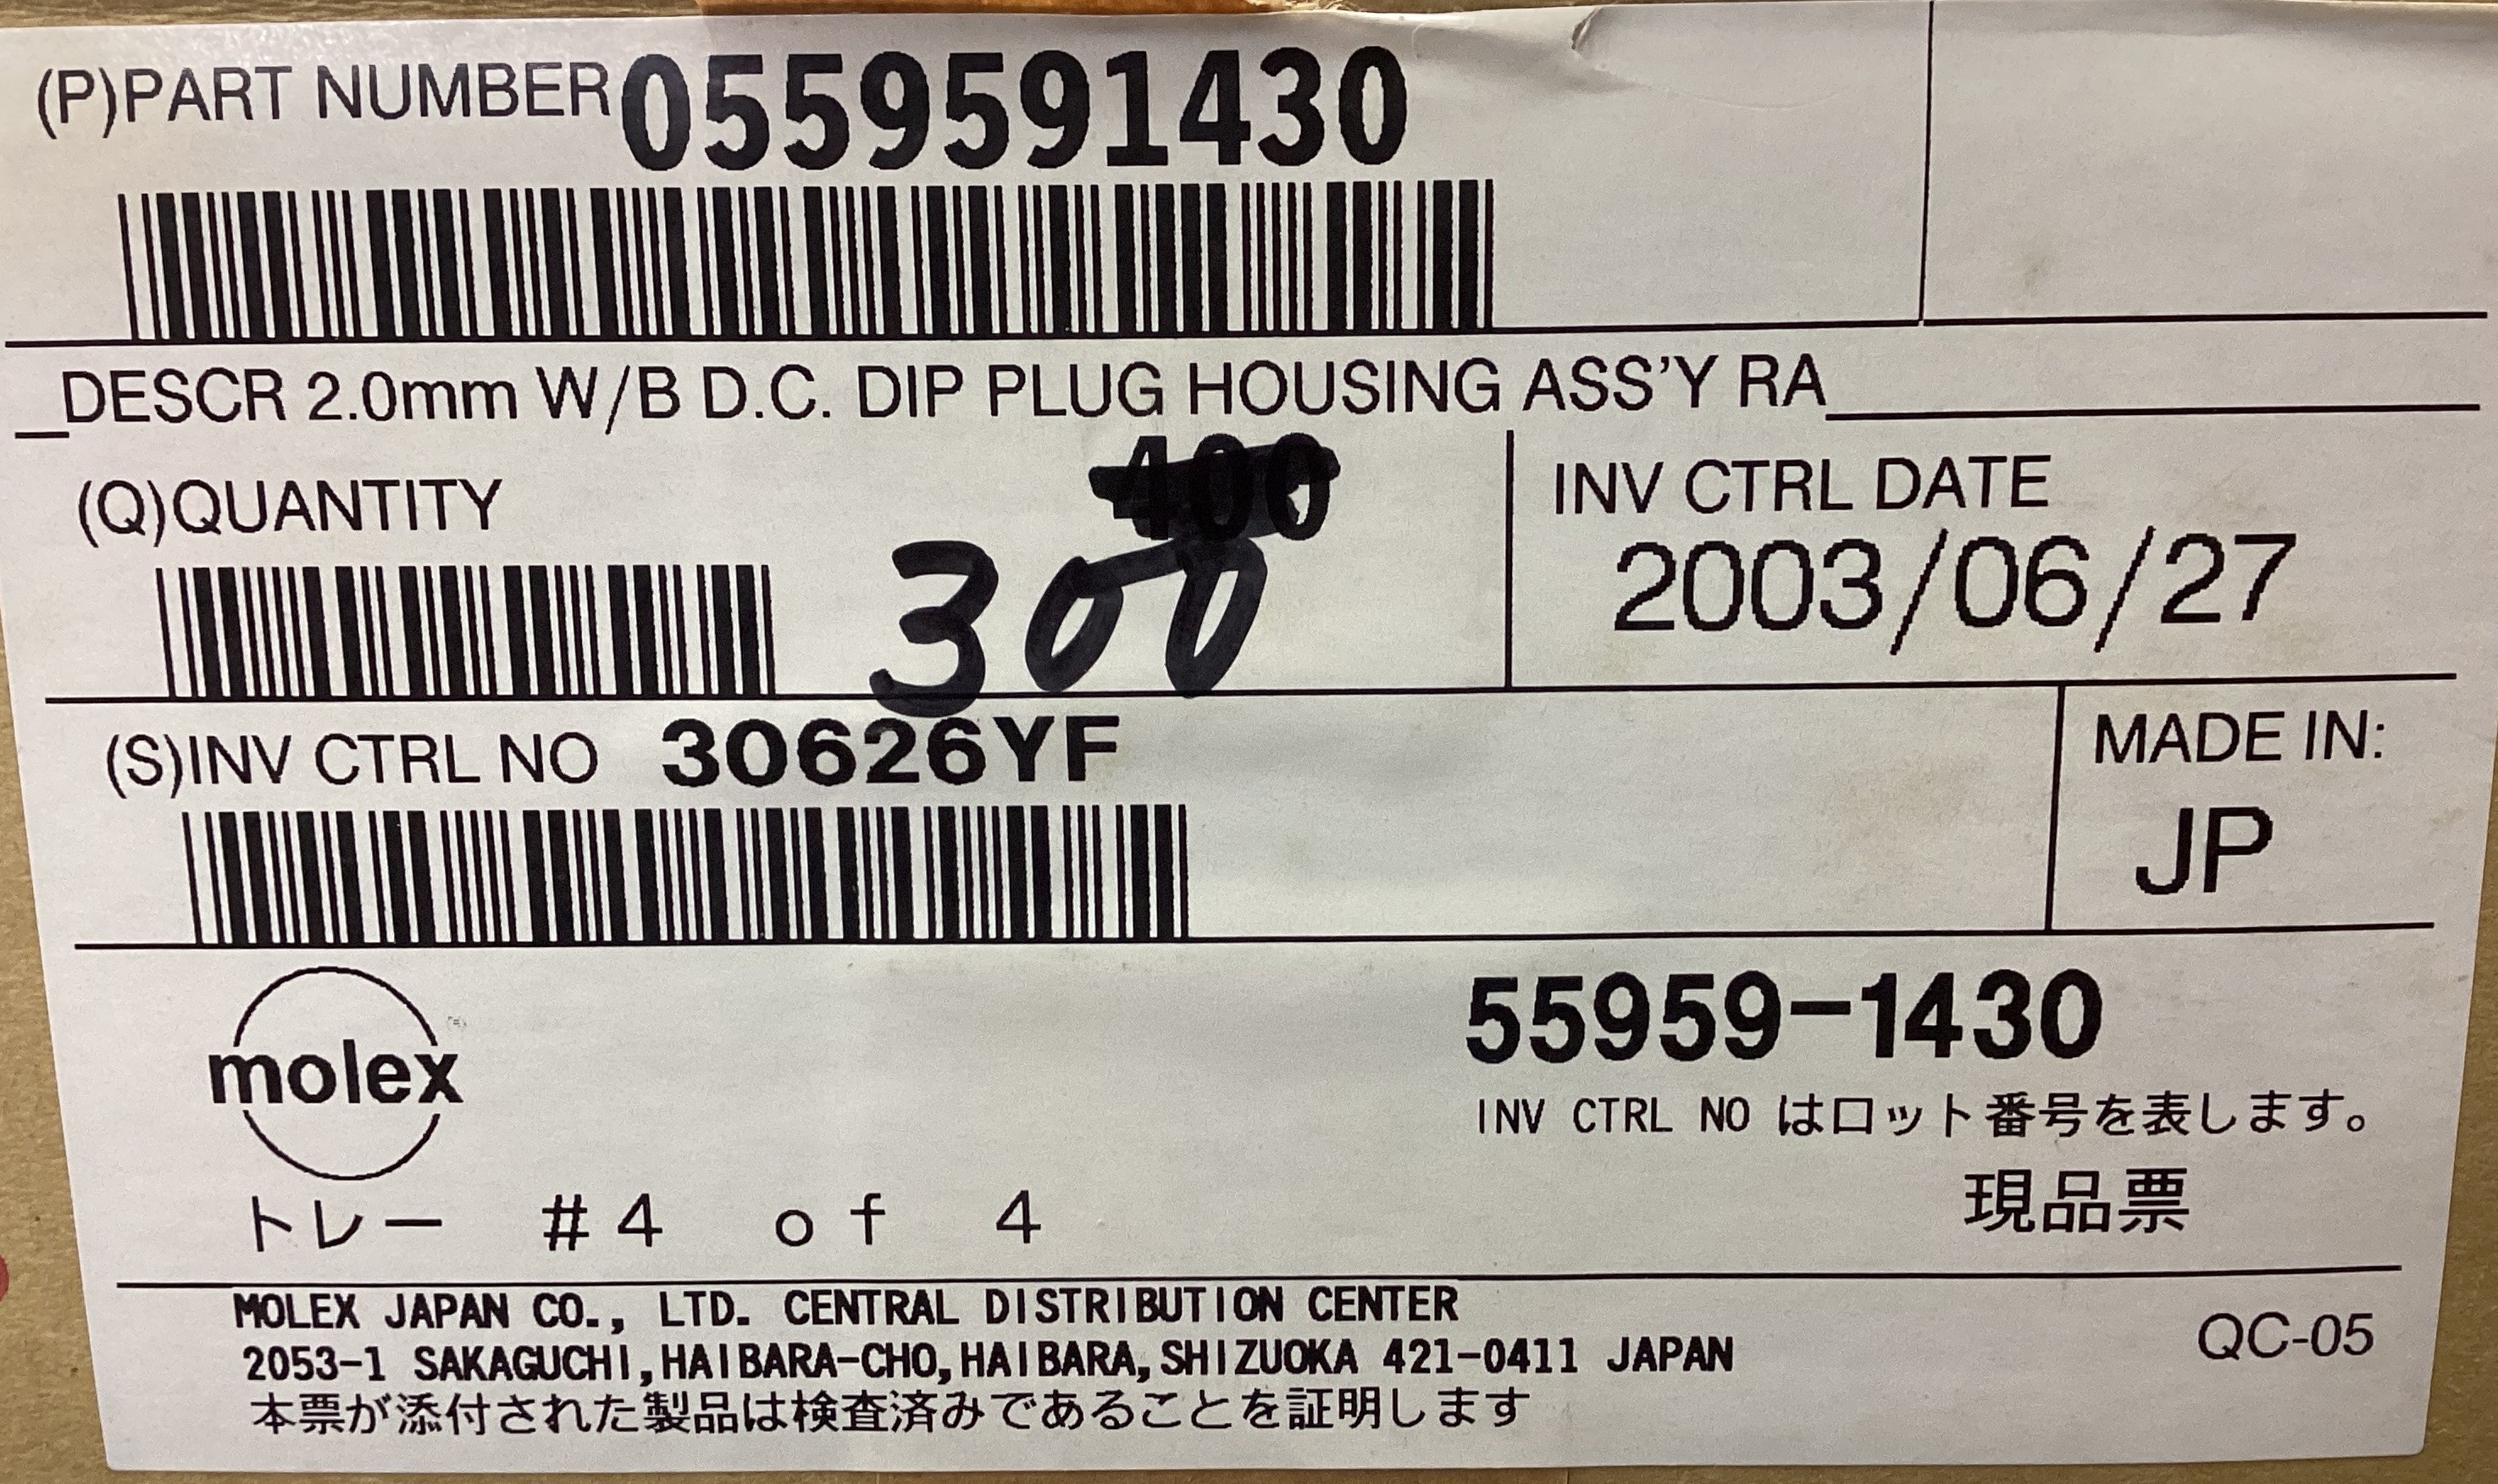 (P)PART NUMBER 0559591430
DESCR 2.0mm W/B D.C. DIP PLUG HOUSING ASS'Y RA
(Q)QUANTITY 400
300
INV CTRL DATE
2003/06/27
(S)INV CTRL NO 30626YF
MADE IN:
JP
molex
55959-1430
INV CTRL NO はロット番号を表します。
現品票
トレー #4 of 4
MOLEX JAPAN CO., LTD. CENTRAL DISTRIBUTION CENTER
2053-1 SAKAGUCHI,HAIBARA-CHO,HAIBARA,SHIZUOKA 421-0411 JAPAN
QC-05
本票が添付された製品は検査済みであることを証明します